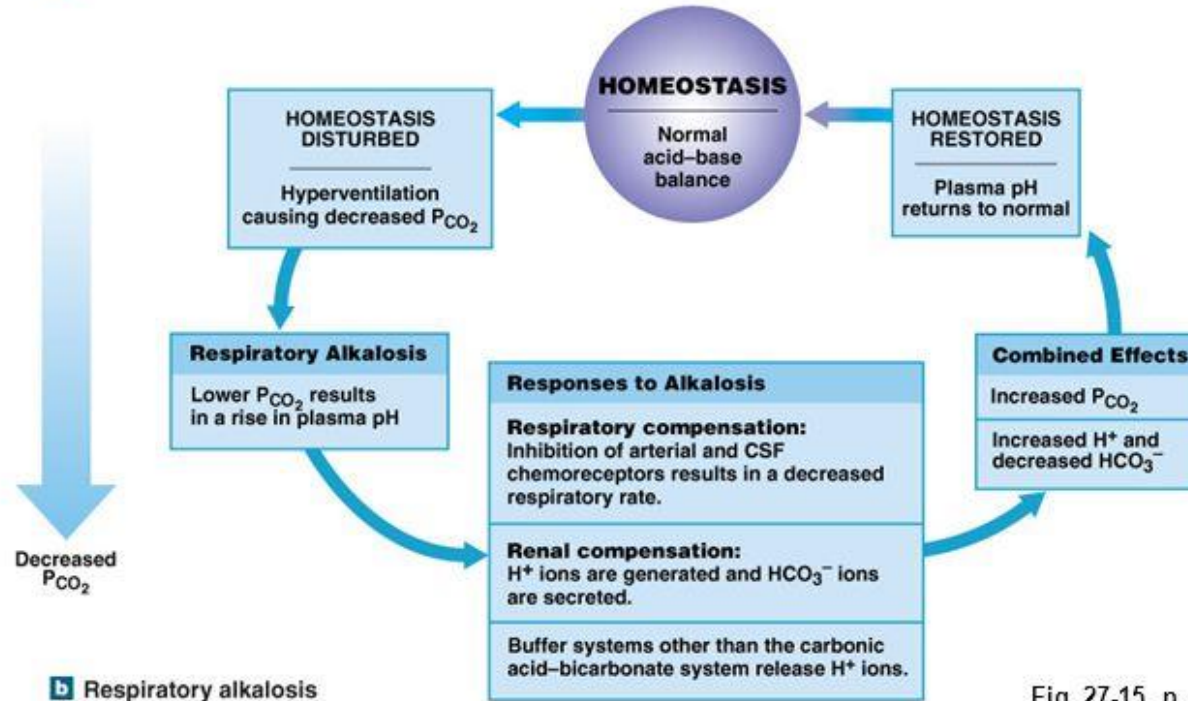 HOMEOSTASIS
Normal
acid–base
balance
HOMEOSTASIS
DISTURBED
Hyperventilation
causing decreased PCO2
HOMEOSTASIS
RESTORED
Plasma pH
returns to normal
Respiratory Alkalosis
Lower PCO2 results
in a rise in plasma pH
Responses to Alkalosis
Respiratory compensation:
Inhibition of arterial and CSF
chemoreceptors results in a decreased
respiratory rate.
Renal compensation:
H+ ions are generated and HCO3− ions
are secreted.
Buffer systems other than the carbonic
acid–bicarbonate system release H+ ions.
Combined Effects
Increased PCO2
Increased H+ and
decreased HCO3−
Decreased
PCO2
b Respiratory alkalosis
Fig. 27-15, p.